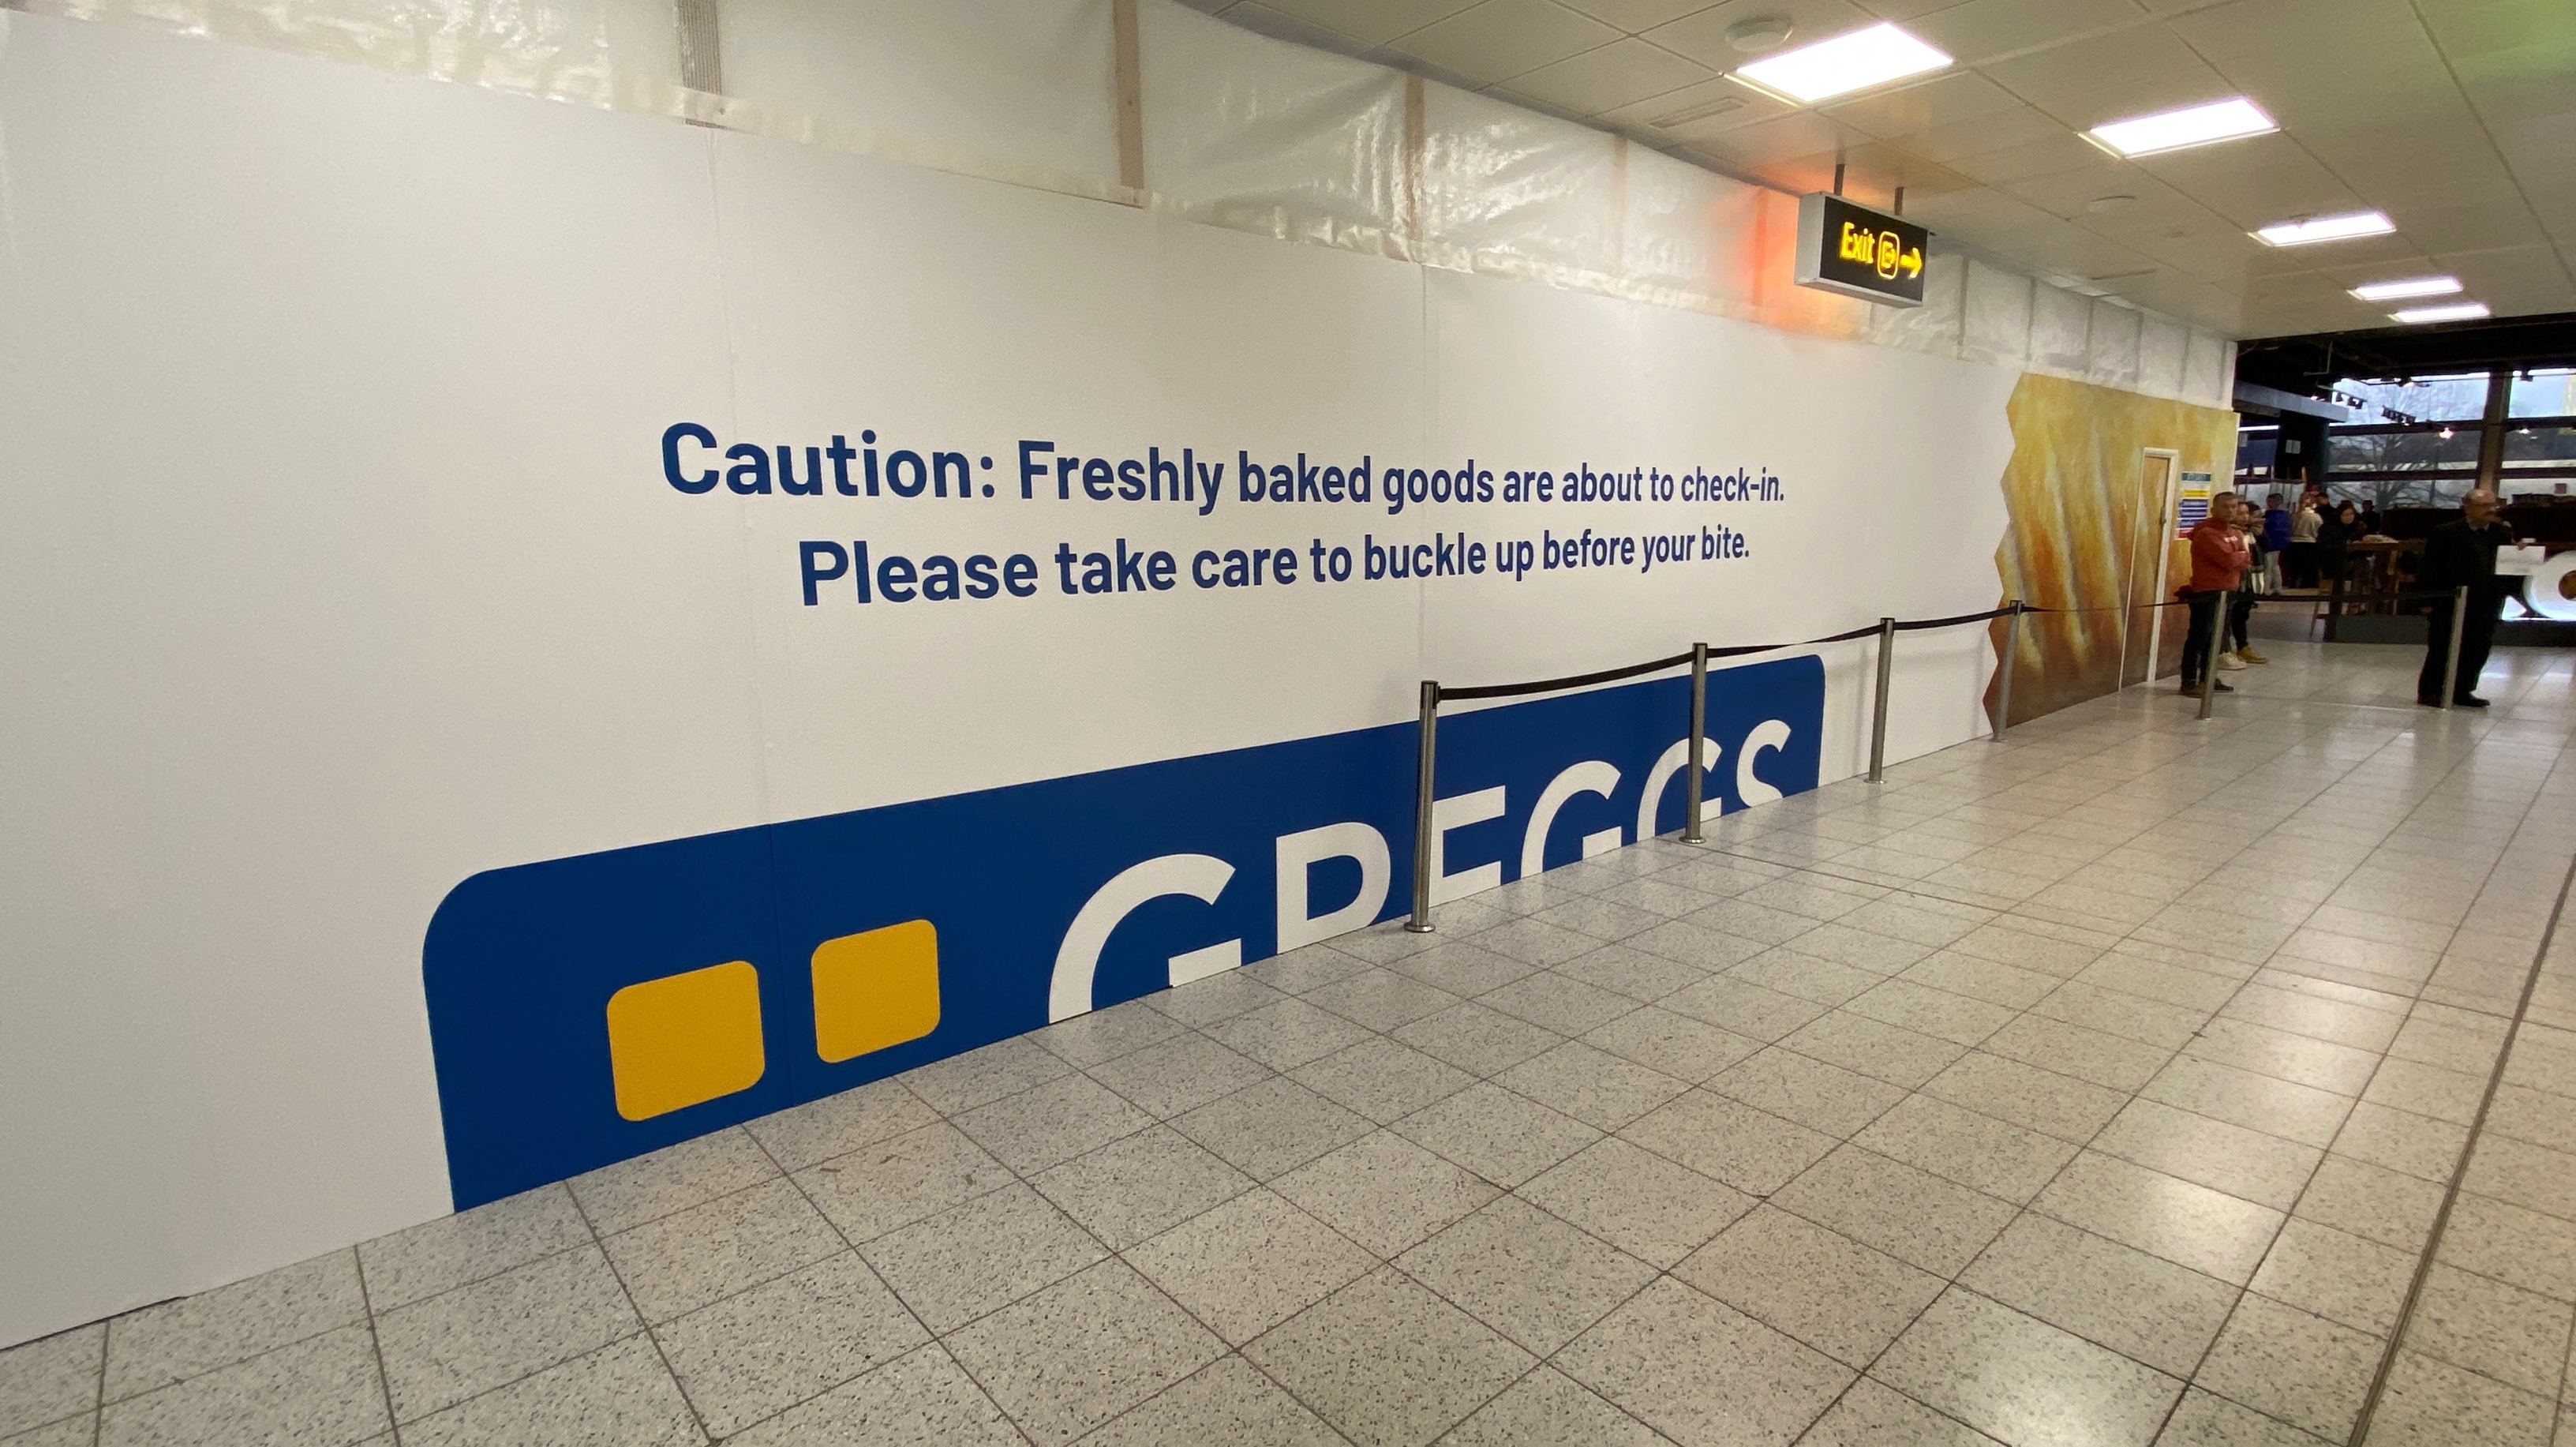 Exit
Caution: Freshly baked goods are about to check-in.
Please take care to buckle up before your bite.
GREGGS